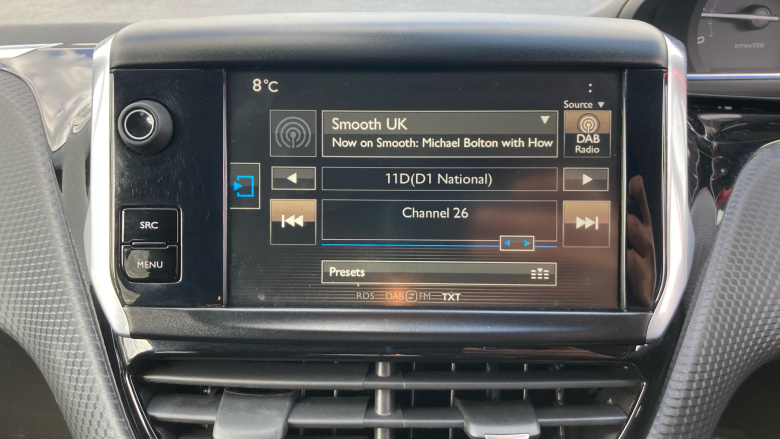 8°C
:
Source ▼
Smooth UK
Now on Smooth: Michael Bolton with How
DAB
Radio
11D(D1 National)
Channel 26
SRC
MENU
Presets
RDS DAB FM TXT